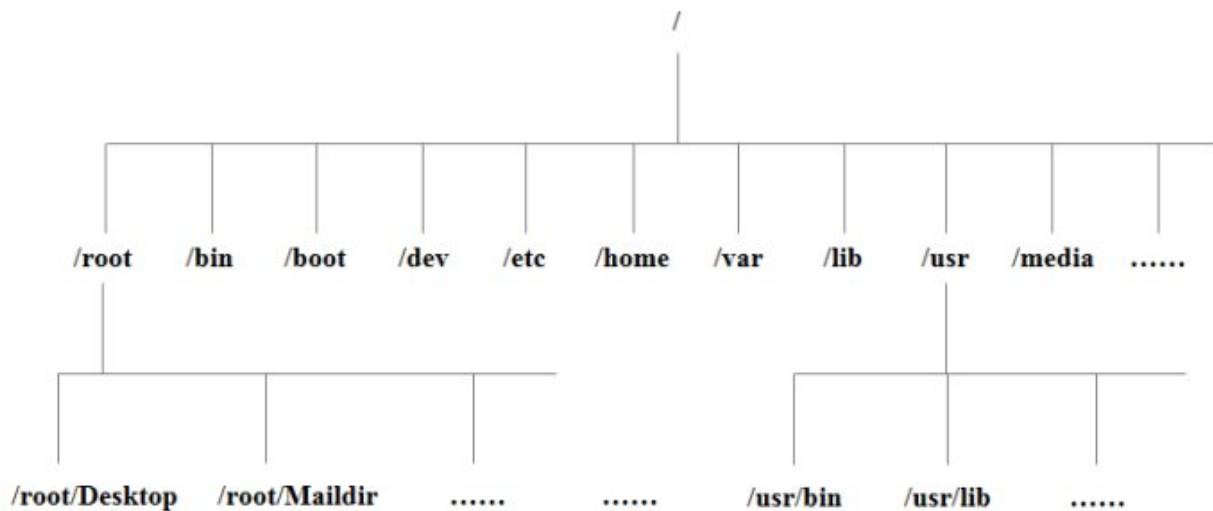 /
/root /bin /boot /dev /etc /home /var /lib /usr /media ……
/root/Desktop /root/Maildir …… …… /usr/bin /usr/lib ……